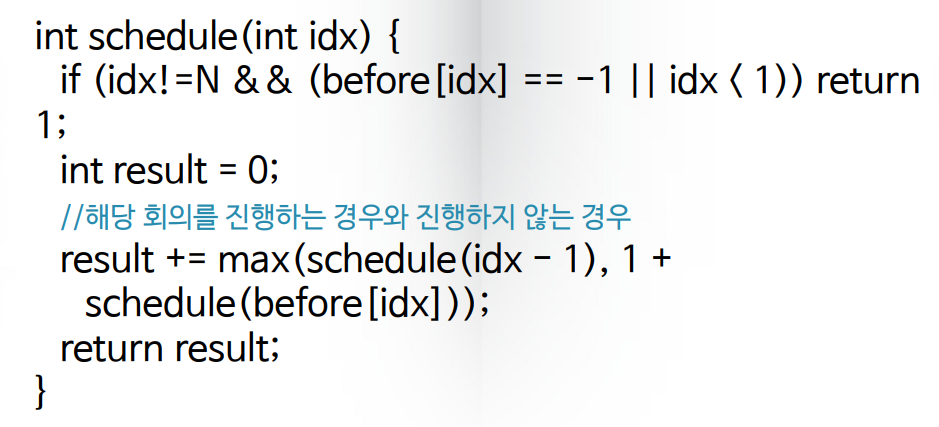 int schedule(int idx) {
if (idx!=N && (before[idx] == -1 || idx < 1)) return
1;
int result = 0;
//해당 회의를 진행하는 경우와 진행하지 않는 경우
result += max(schedule(idx - 1), 1 +
schedule(before[idx]));
return result;
}